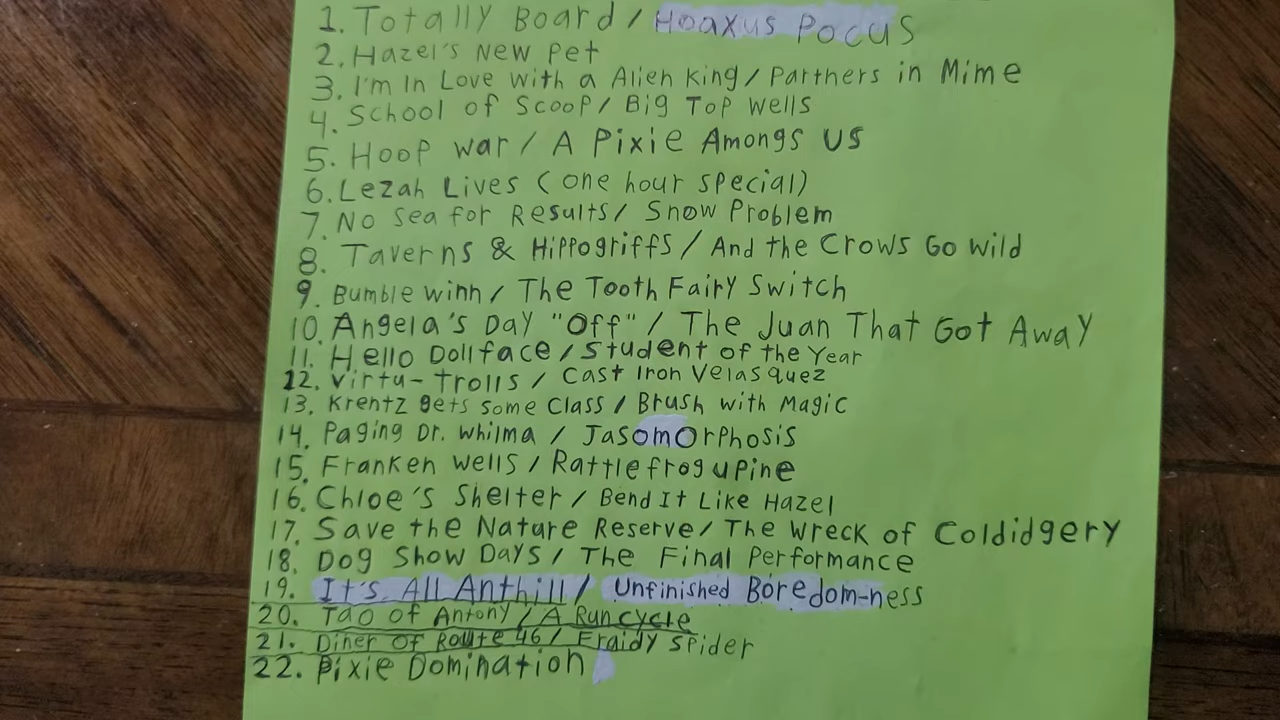 1. Totally Board / Hoaxus Pocus
2. Hazel's New Pet
3. I'm In Love with a Alien King / Partners in Mime
4. School of Scoop / Big Top Wells
5. Hoop war / A Pixie Amongs us
6. Lezah Lives (one hour special)
7. No Sea for Results / Snow Problem
8. Taverns & Hippogriffs / And the Crows Go Wild
9. Bumble winn / The Tooth Fairy Switch
10. Angela's Day "Off" / The Juan That Got Away
11. Hello Dollface / Student of the Year
12. Virtu-trolls / Cast Iron Velasquez
13. Krentz gets some Class / Brush with Magic
14. Paging Dr. Whilma / Jasomorphosis
15. Franken Wells / Rattlefrogupine
16. Chloe's Shelter / Bend It Like Hazel
17. Save the Nature Reserve / The Wreck of Coldidgery
18. Dog Show Days / The Final Performance
19. It's All Anthill / Unfinished Boredom-ness
20. Tao of Antony / A Run cycle
21. Diner of Route 46 / Fraidy Spider
22. Pixie Domination